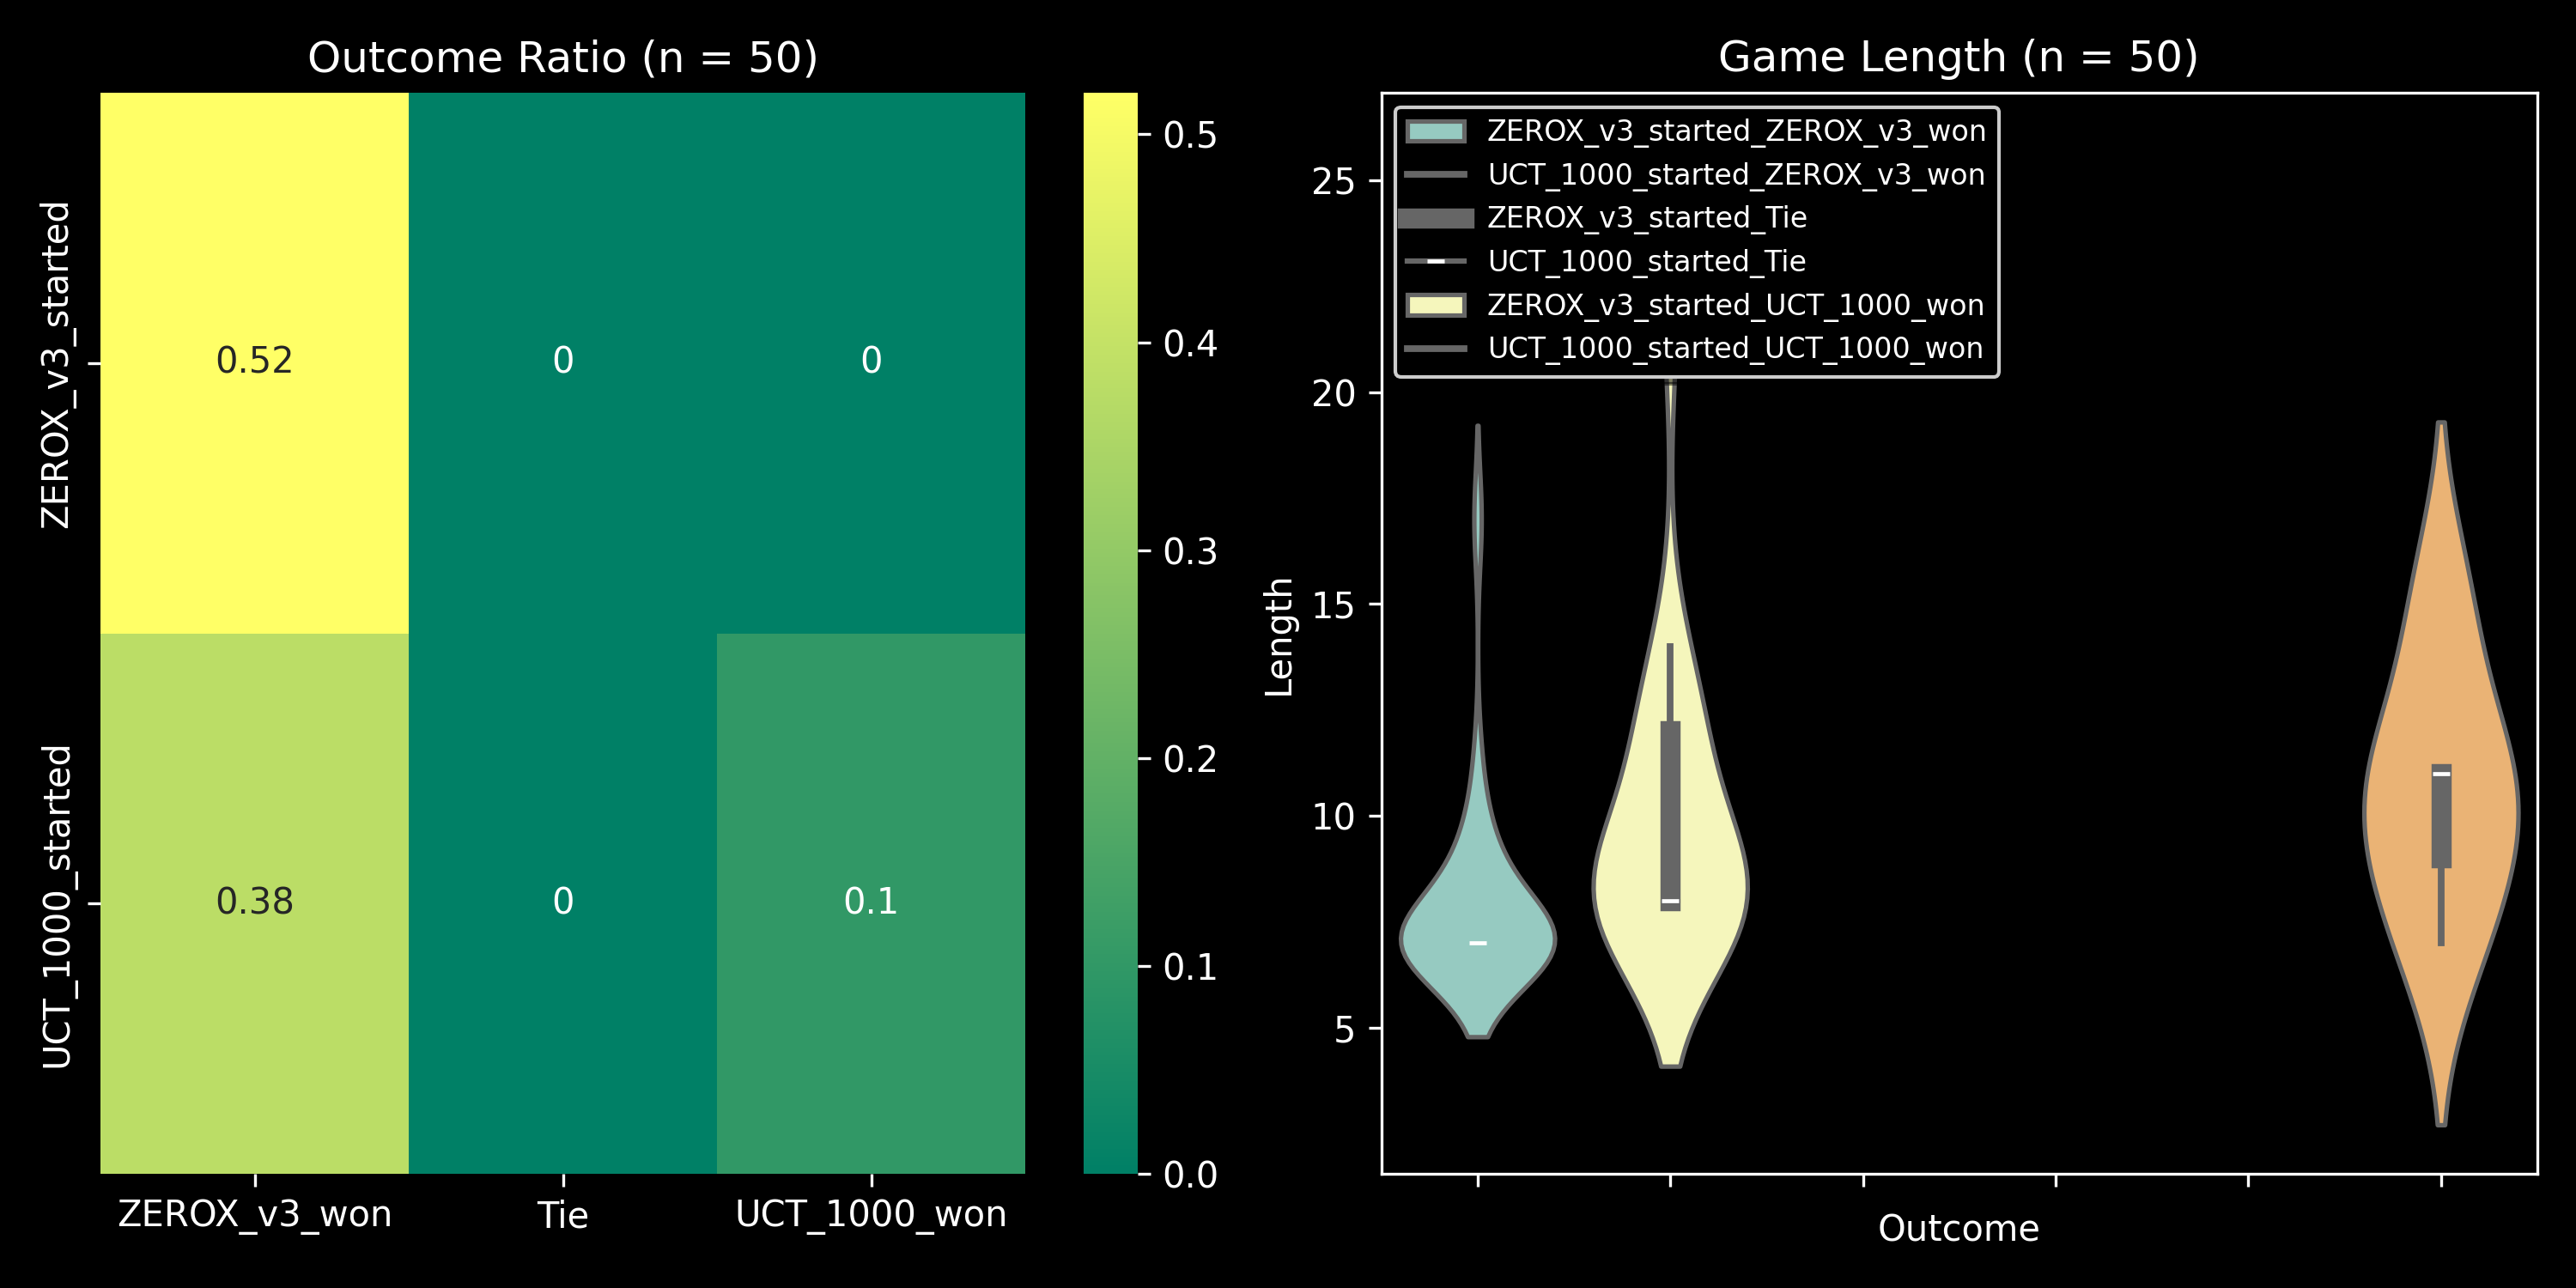 Outcome Ratio (n = 50)
ZEROX_v3_started
UCT_1000_started
0.52
0
0
0.38
0
0.1
ZEROX_v3_won
Tie
UCT_1000_won
0.5
0.4
0.3
0.2
0.1
0.0
Game Length (n = 50)
ZEROX_v3_started_ZEROX_v3_won
UCT_1000_started_ZEROX_v3_won
ZEROX_v3_started_Tie
UCT_1000_started_Tie
ZEROX_v3_started_UCT_1000_won
UCT_1000_started_UCT_1000_won
Length
25
20
15
10
5
Outcome